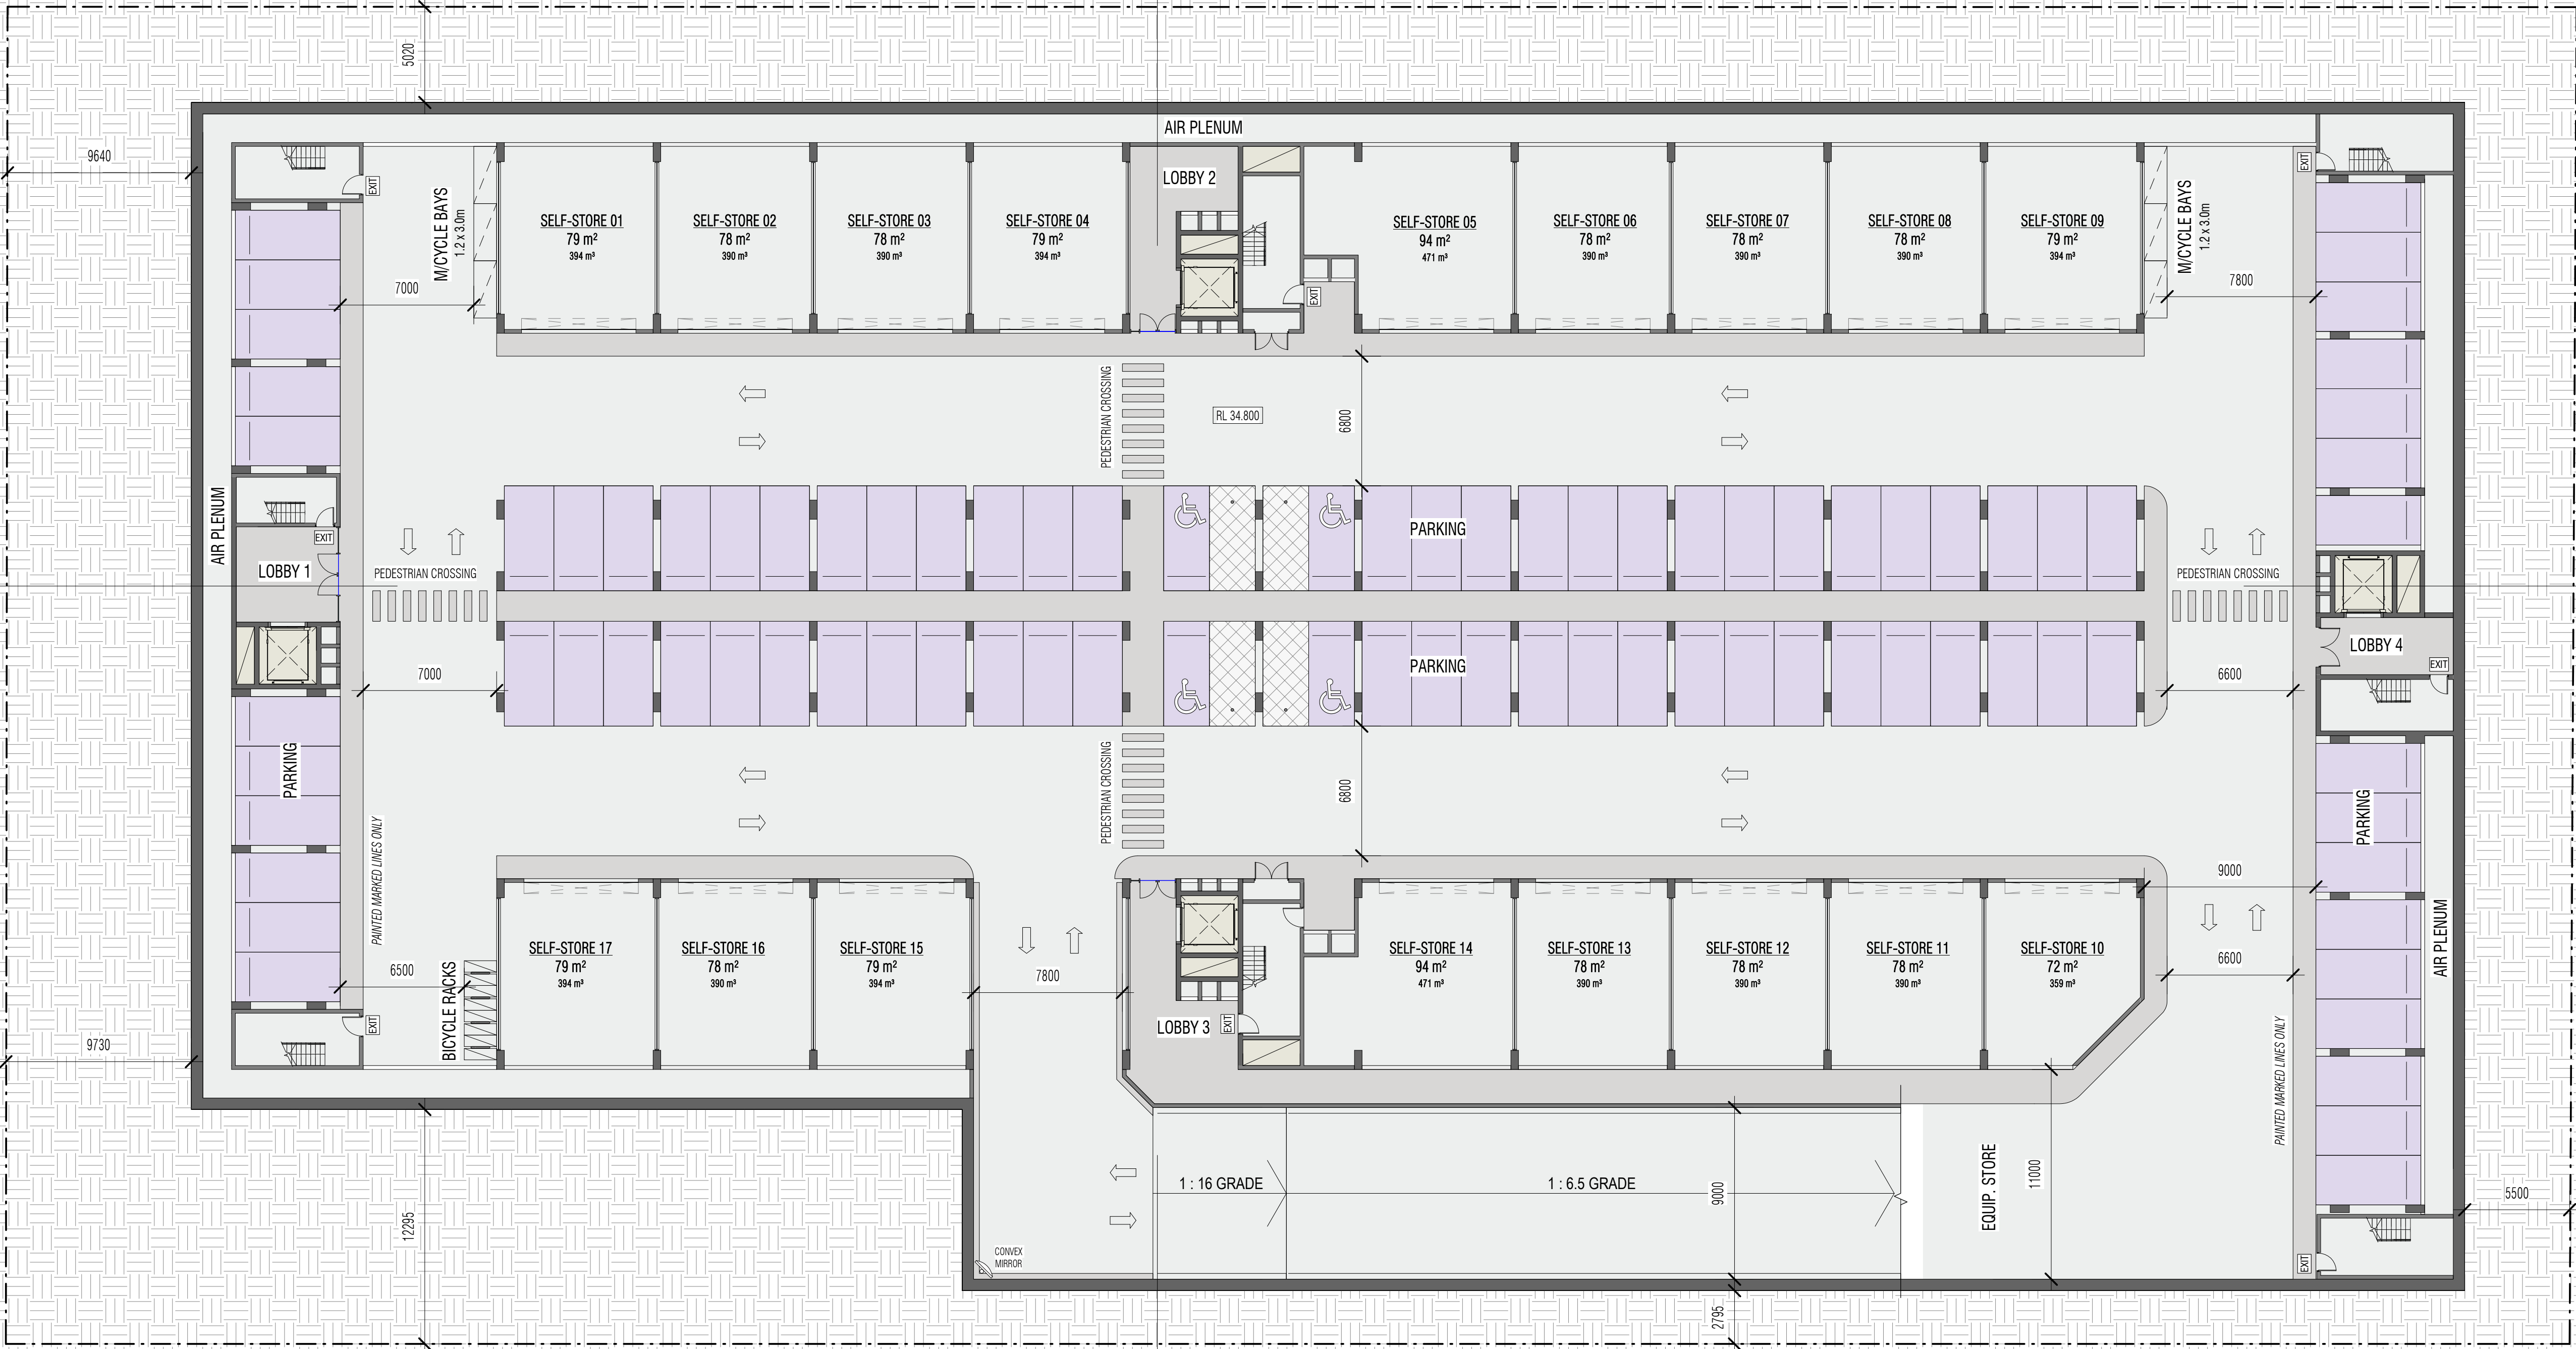 5020
AIR PLENUM
9640
EXIT
M/CYCLE BAYS
1.2 x 3.0m
7000
SELF-STORE 01
79 m²
394 m³
SELF-STORE 02
78 m²
390 m³
SELF-STORE 03
78 m²
390 m³
SELF-STORE 04
79 m²
394 m³
LOBBY 2
EXIT
SELF-STORE 05
94 m²
471 m³
SELF-STORE 06
78 m²
390 m³
SELF-STORE 07
78 m²
390 m³
SELF-STORE 08
78 m²
390 m³
SELF-STORE 09
79 m²
394 m³
M/CYCLE BAYS
1.2 x 3.0m
7800
EXIT
PEDESTRIAN CROSSING
RL 34.800
6800
AIR PLENUM
EXIT
LOBBY 1
PEDESTRIAN CROSSING
PARKING
PARKING
PEDESTRIAN CROSSING
LOBBY 4
EXIT
7000
6600
PARKING
PAINTED MARKED LINES ONLY
PEDESTRIAN CROSSING
6800
PARKING
9000
AIR PLENUM
6500
BICYCLE RACKS
EXIT
SELF-STORE 17
79 m²
394 m³
SELF-STORE 16
78 m²
390 m³
SELF-STORE 15
79 m²
394 m³
7800
LOBBY 3
EXIT
SELF-STORE 14
94 m²
471 m³
SELF-STORE 13
78 m²
390 m³
SELF-STORE 12
78 m²
390 m³
SELF-STORE 11
78 m²
390 m³
SELF-STORE 10
72 m²
359 m³
6600
PAINTED MARKED LINES ONLY
9730
12295
CONVEX
MIRROR
1 : 16 GRADE
1 : 6.5 GRADE
9000
EQUIP. STORE
11000
EXIT
5500
2795